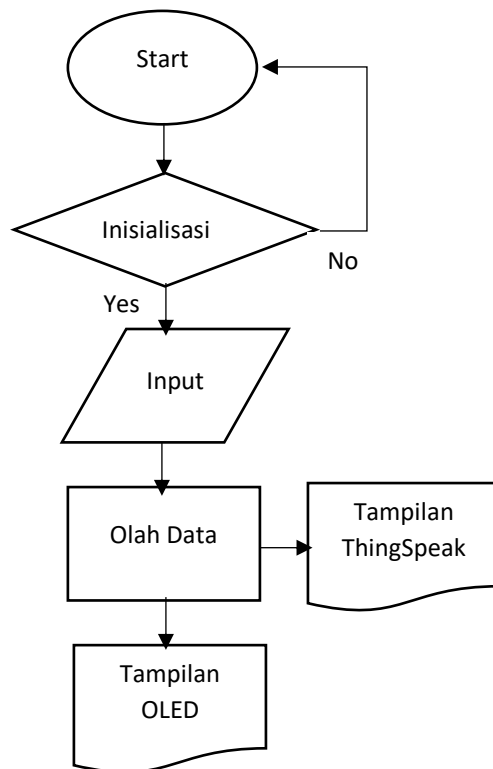 Start
Inisialisasi
No
Yes
Input
Olah Data
Tampilan
ThingSpeak
Tampilan
OLED